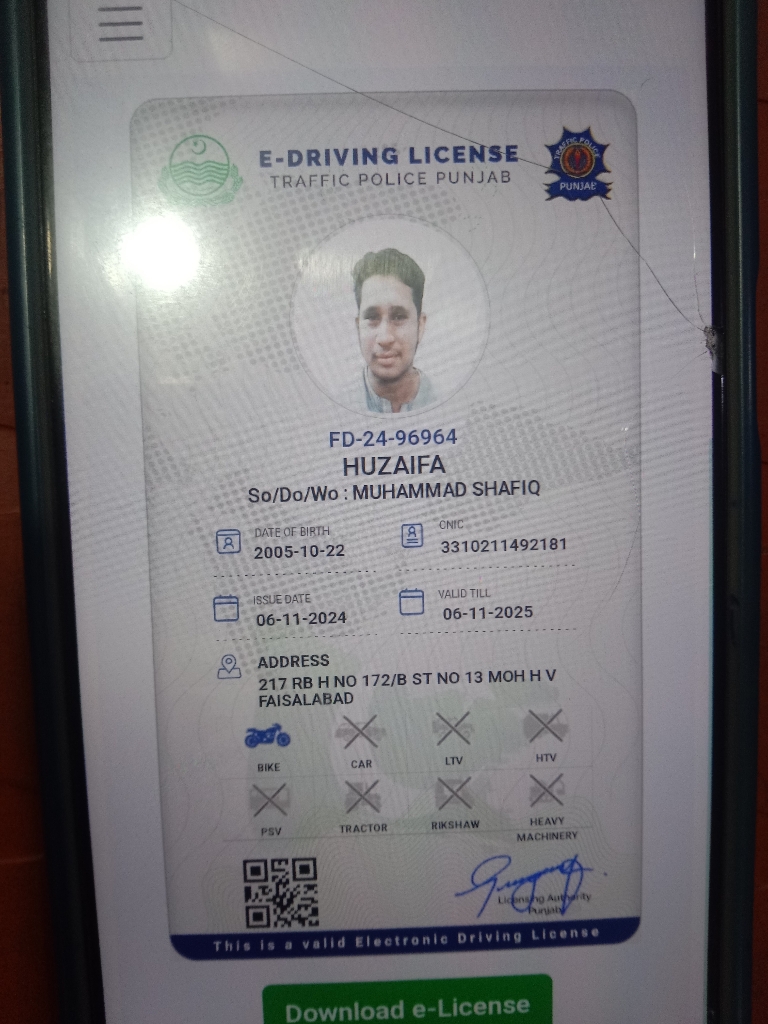 E-DRIVING LICENSE
TRAFFIC POLICE PUNJAB
TRAFFIC POLICE
PUNJAB
FD-24-96964
HUZAIFA
So/Do/Wo : MUHAMMAD SHAFIQ
DATE OF BIRTH
2005-10-22
CNIC
3310211492181
ISSUE DATE
06-11-2024
VALID TILL
06-11-2025
ADDRESS
217 RB H NO 172/B ST NO 13 MOH H V
FAISALABAD
BIKE
CAR
LTV
HTV
PSV
TRACTOR
RIKSHAW
HEAVY
MACHINERY
Licensing Authority
Punjab
This is a valid Electronic Driving License
Download e-License